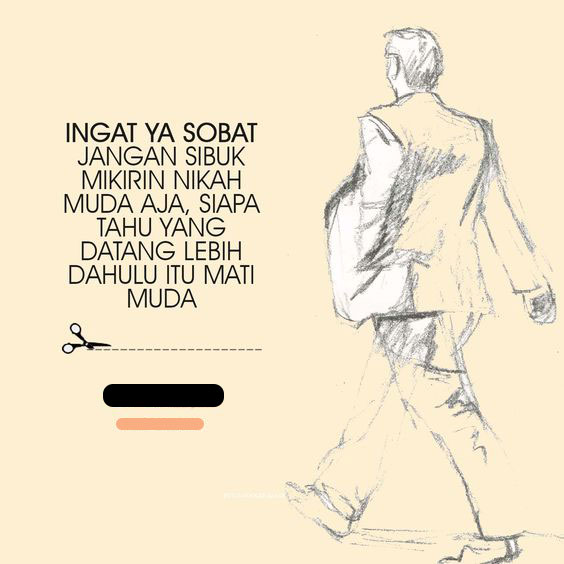 INGAT YA SOBAT
JANGAN SIBUK
MIKIRIN NIKAH
MUDA AJA, SIAPA
TAHU YANG
DATANG LEBIH
DAHULU ITU MATI
MUDA